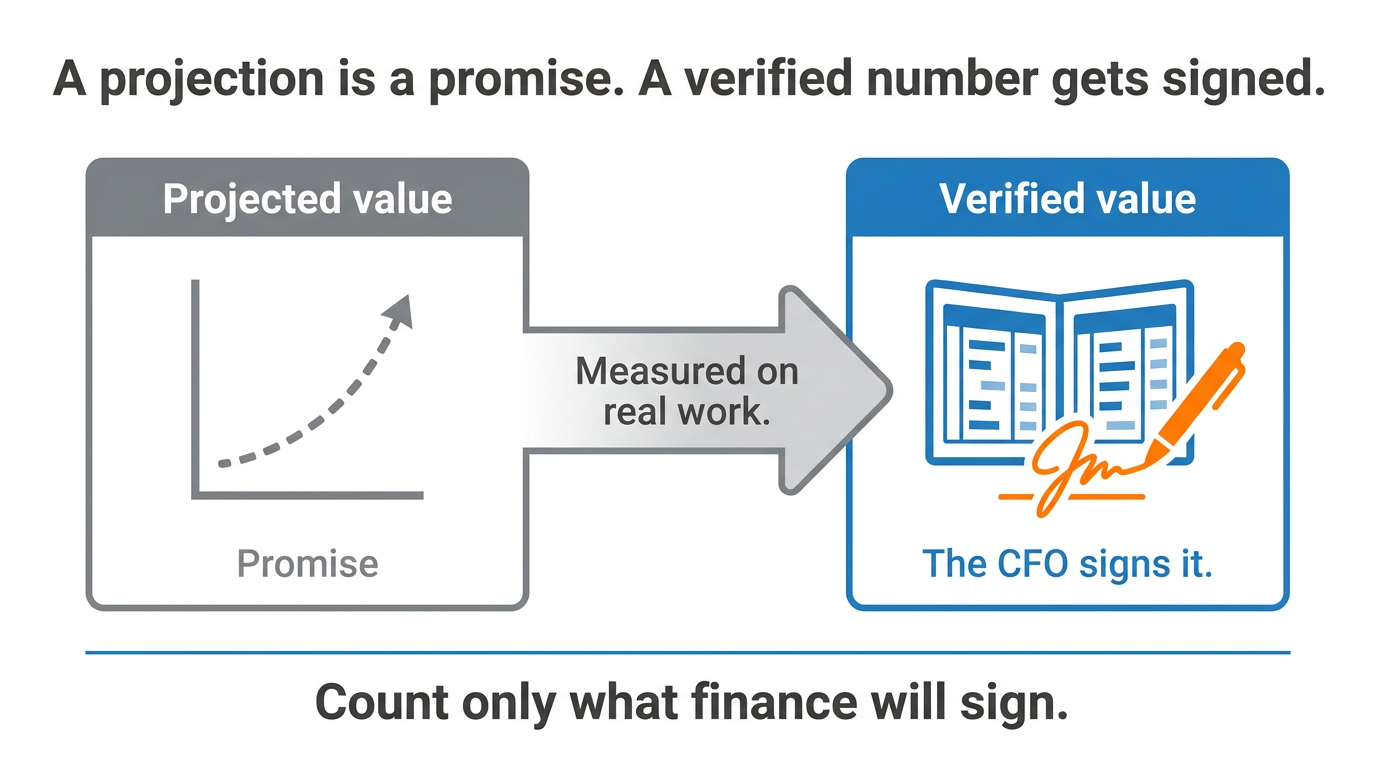 A projection is a promise. A verified number gets signed.
Projected value
Promise
Measured on
real work.
Verified value
The CFO signs it.
Count only what finance will sign.